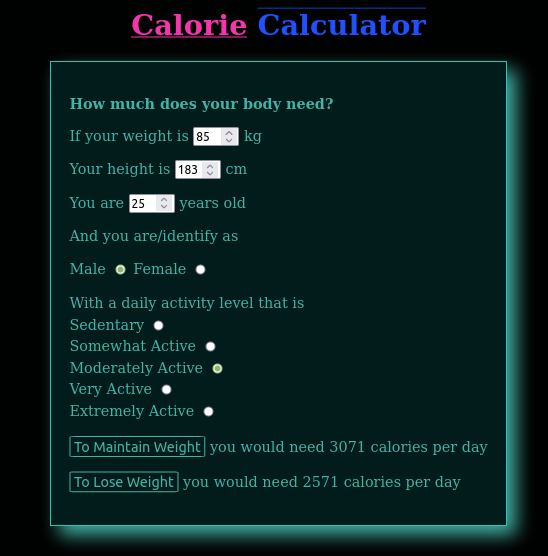 Calorie Calculator
How much does your body need?
If your weight is 85 kg
Your height is 183 cm
You are 25 years old
And you are/identify as
Male Female
With a daily activity level that is
Sedentary
Somewhat Active
Moderately Active
Very Active
Extremely Active
To Maintain Weight you would need 3071 calories per day
To Lose Weight you would need 2571 calories per day